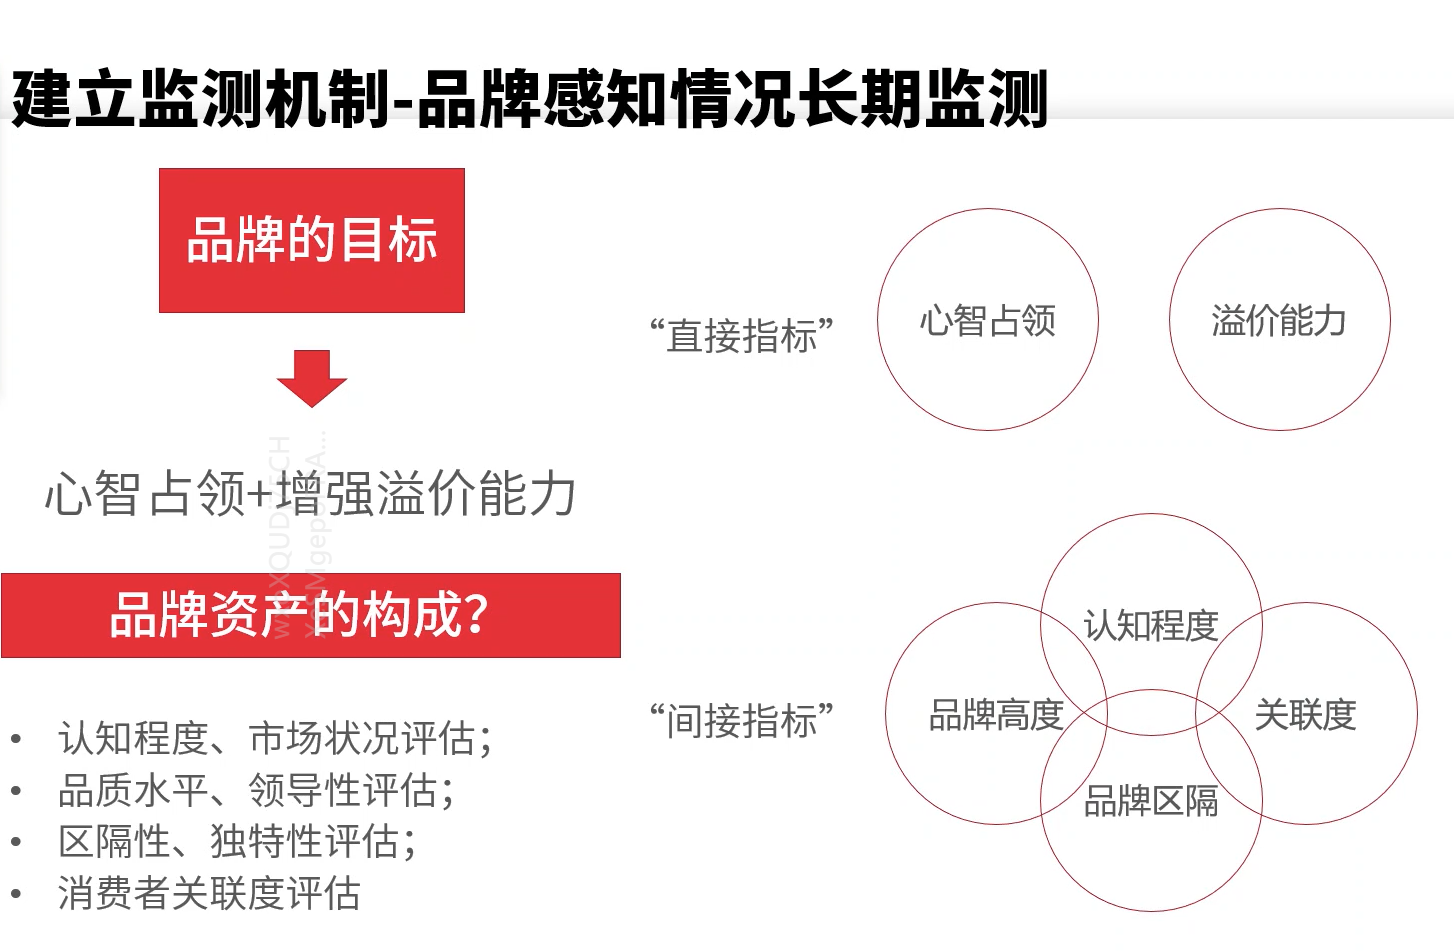 建立监测机制-品牌感知情况长期监测
品牌的目标
心智占领+增强溢价能力
品牌资产的构成？
• 认知程度、市场状况评估；
• 品质水平、领导性评估；
• 区隔性、独特性评估；
• 消费者关联度评估
“直接指标”
心智占领
溢价能力
“间接指标”
认知程度
品牌高度
关联度
品牌区隔